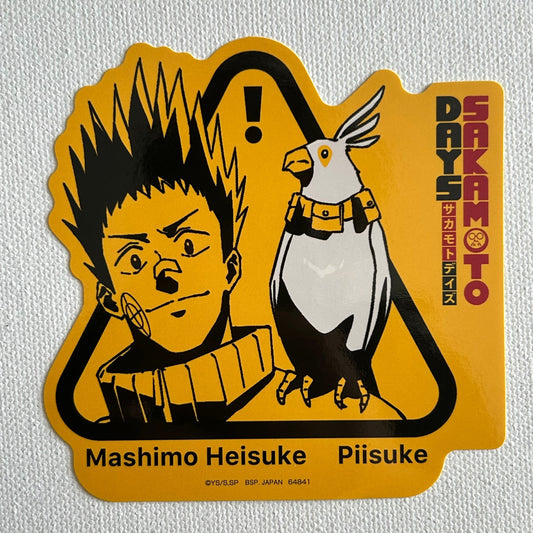 !
SAKAMOTO
DAYS
サカモトデイズ
Mashimo Heisuke Piisuke
©YS/S,SP BSP. JAPAN 64841